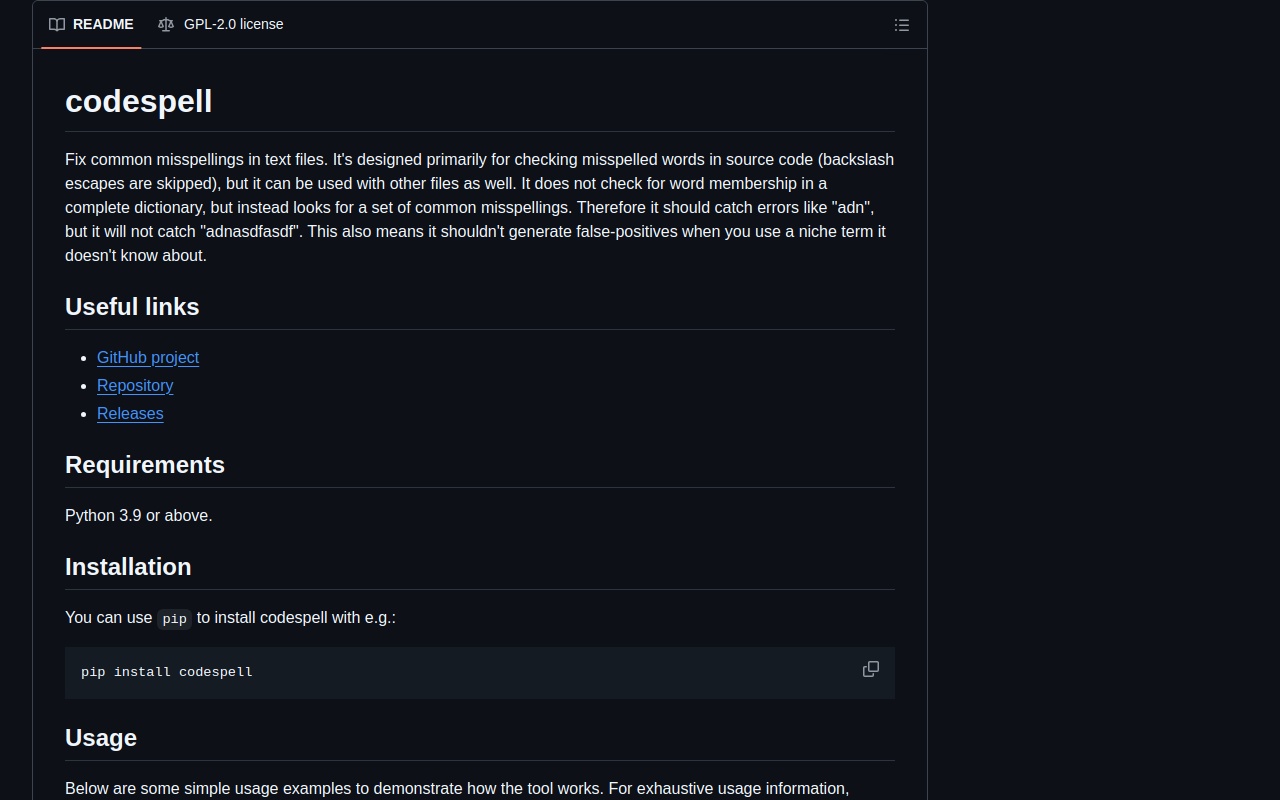 README
GPL-2.0 license
codespell
Fix common misspellings in text files. It's designed primarily for checking misspelled words in source code (backslash
escapes are skipped), but it can be used with other files as well. It does not check for word membership in a
complete dictionary, but instead looks for a set of common misspellings. Therefore it should catch errors like "adn",
but it will not catch "adnasdfasdf". This also means it shouldn't generate false-positives when you use a niche term it
doesn't know about.
Useful links
GitHub project
Repository
Releases
Requirements
Python 3.9 or above.
Installation
You can use pip to install codespell with e.g.:
pip install codespell
Usage
Below are some simple usage examples to demonstrate how the tool works. For exhaustive usage information,